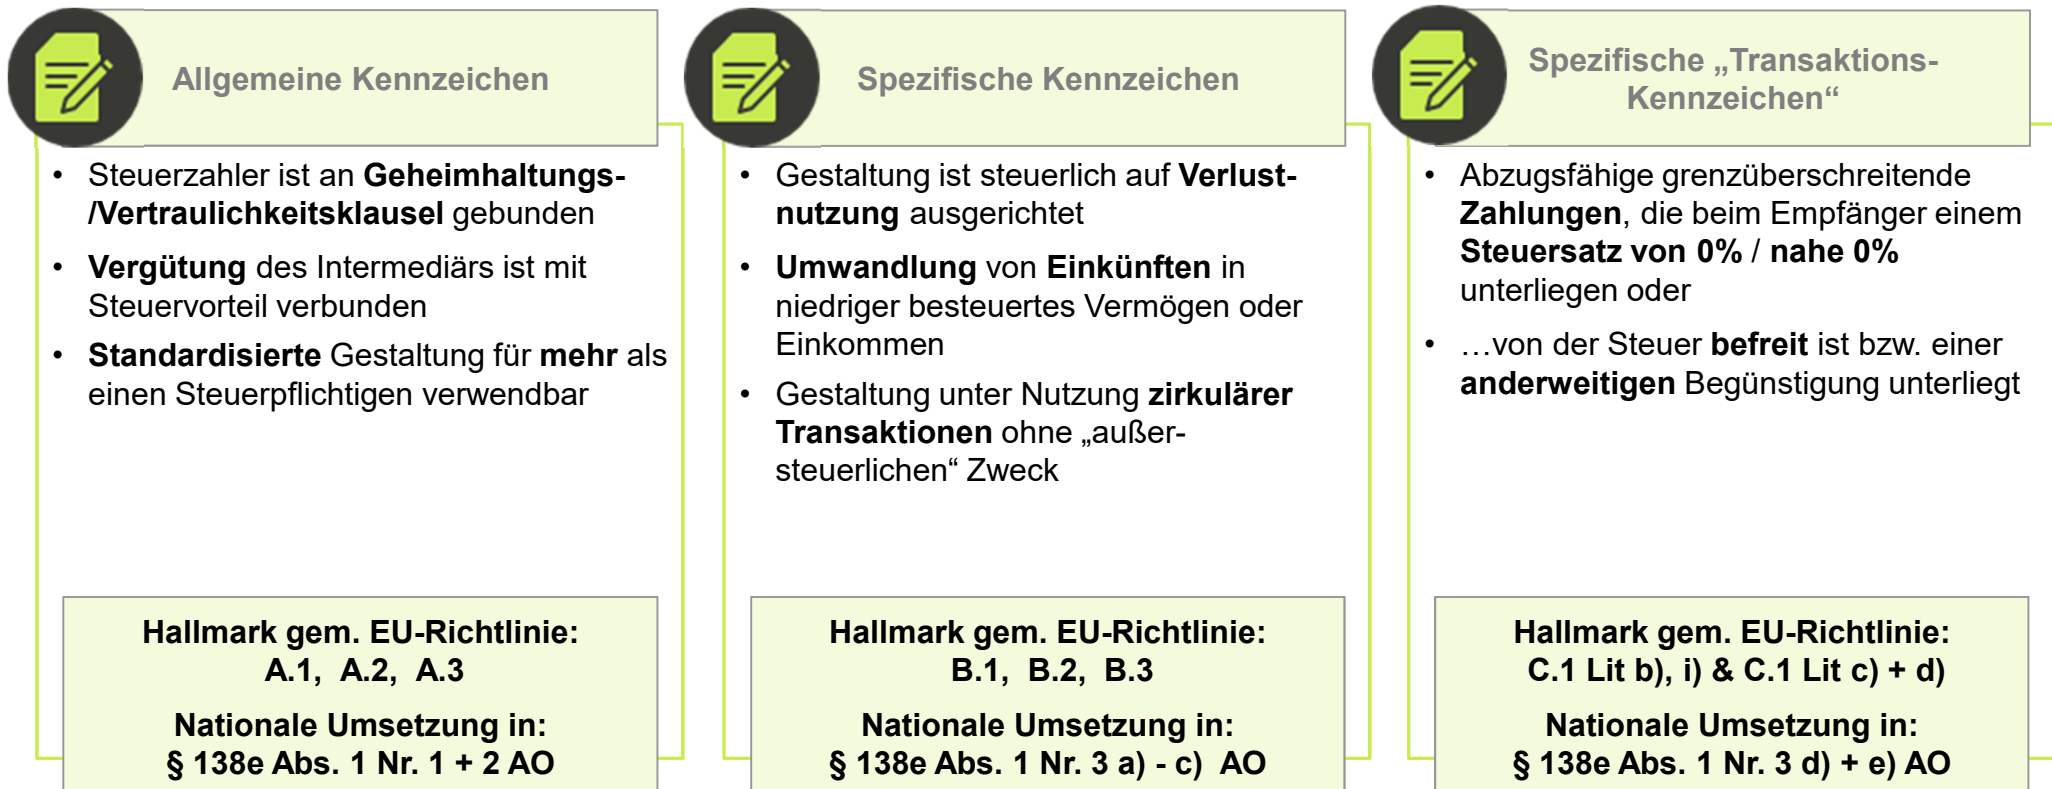 Allgemeine Kennzeichen
• Steuerzahler ist an Geheimhaltungs-
/Vertraulichkeitsklausel gebunden
• Vergütung des Intermediärs ist mit
Steuervorteil verbunden
• Standardisierte Gestaltung für mehr als
einen Steuerpflichtigen verwendbar
Hallmark gem. EU-Richtlinie:
A.1, A.2, A.3
Nationale Umsetzung in:
§ 138e Abs. 1 Nr. 1 + 2 AO
Spezifische Kennzeichen
• Gestaltung ist steuerlich auf Verlust-
nutzung ausgerichtet
• Umwandlung von Einkünften in
niedriger besteuertes Vermögen oder
Einkommen
• Gestaltung unter Nutzung zirkulärer
Transaktionen ohne „außer-
steuerlichen“ Zweck
Hallmark gem. EU-Richtlinie:
B.1, B.2, B.3
Nationale Umsetzung in:
§ 138e Abs. 1 Nr. 3 a) - c) AO
Spezifische „Transaktions-
Kennzeichen“
• Abzugsfähige grenzüberschreitende
Zahlungen, die beim Empfänger einem
Steuersatz von 0% / nahe 0%
unterliegen oder
• …von der Steuer befreit ist bzw. einer
anderweitigen Begünstigung unterliegt
Hallmark gem. EU-Richtlinie:
C.1 Lit b), i) & C.1 Lit c) + d)
Nationale Umsetzung in:
§ 138e Abs. 1 Nr. 3 d) + e) AO